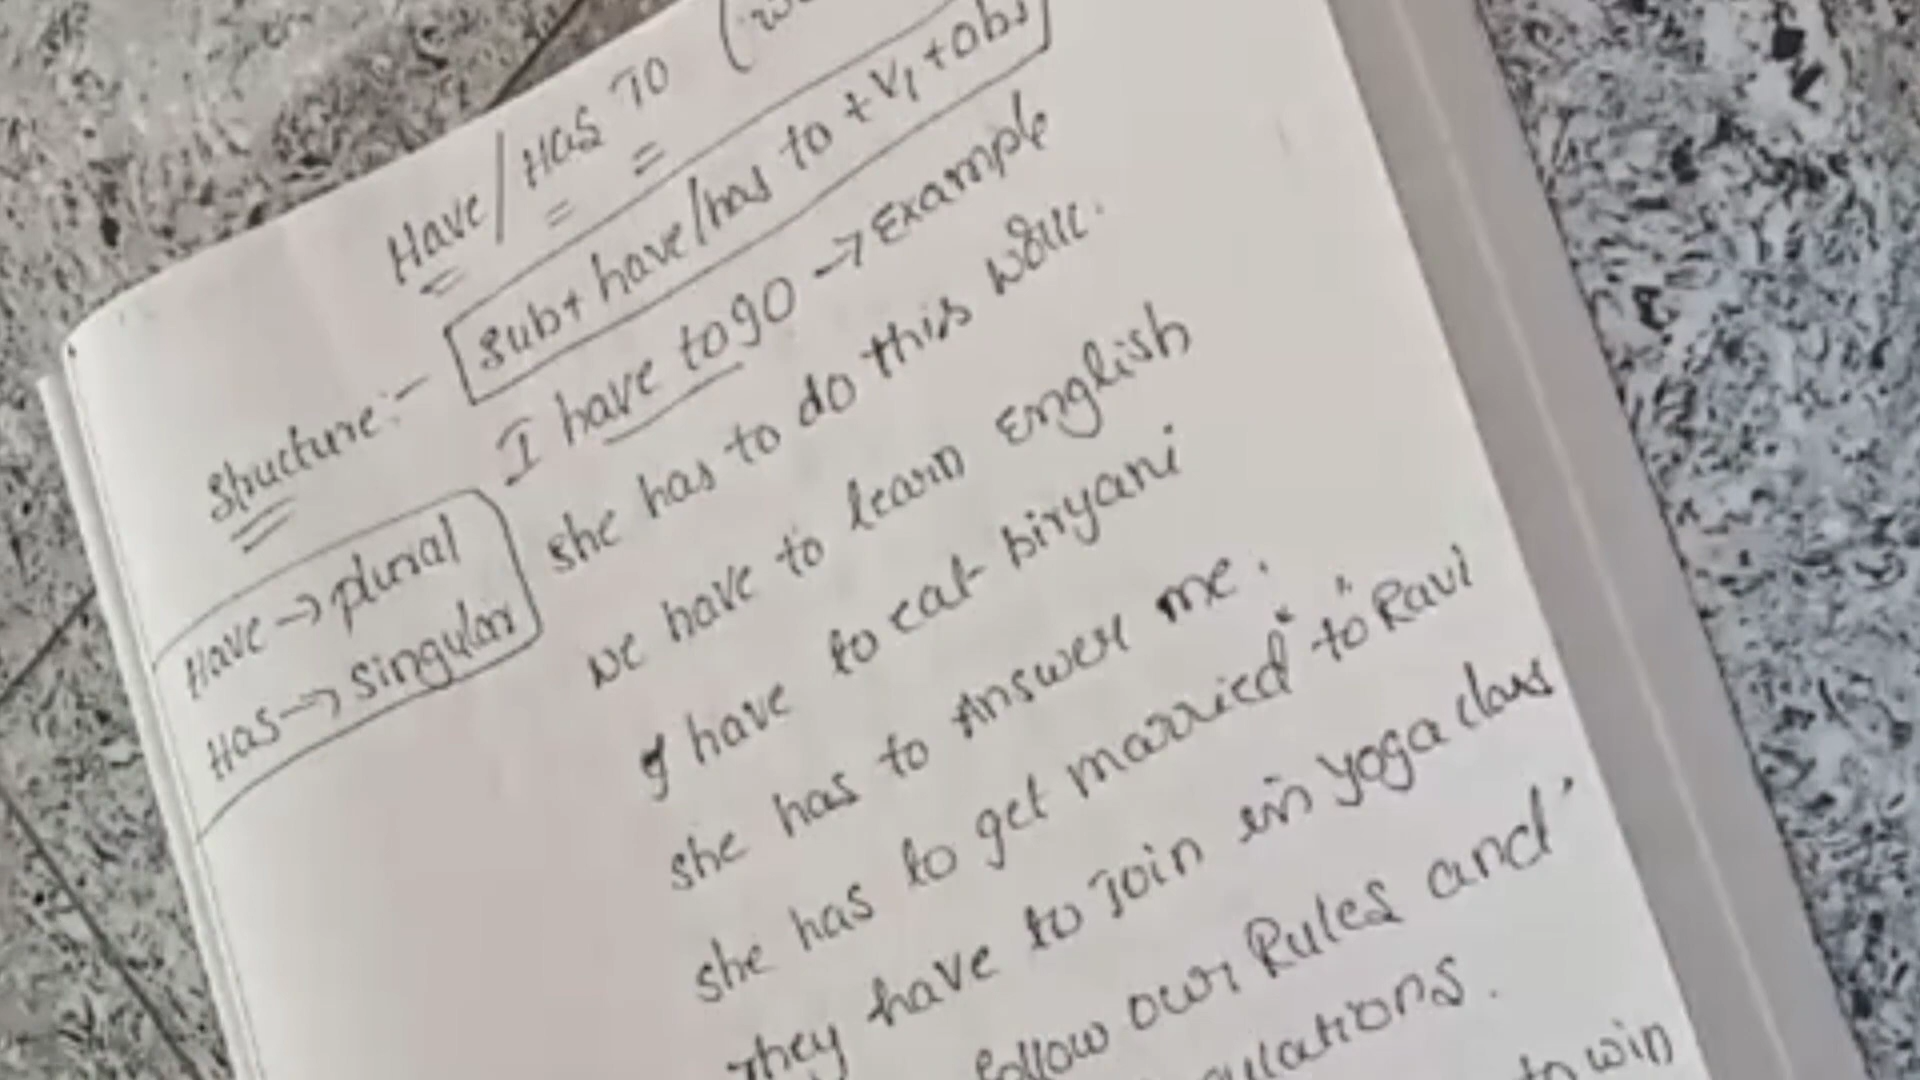 Have/Has To (
Structure:- Sub+have/has to+V1+obj
I have to go → Example
She has to do this work.
We have to learn English
I have to eat biryani
Have → plural
Has → Singular
She has to Answer me.
She has to get married "to" Ravi
They have to Join in yoga class
follow our Rules and
to win